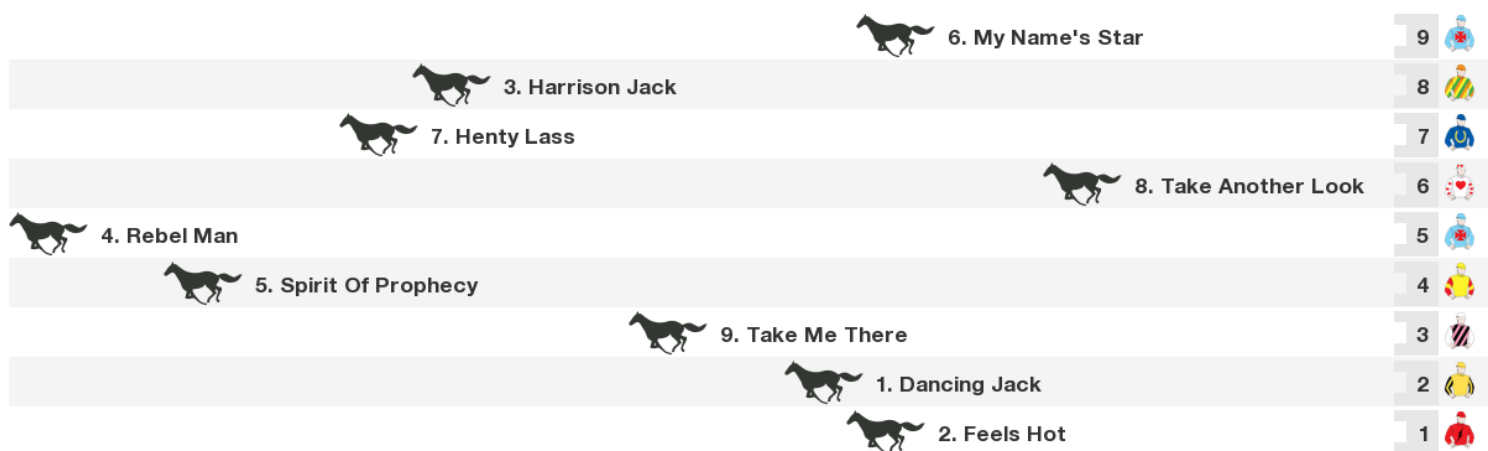 6. My Name's Star 9
3. Harrison Jack 8
7. Henty Lass 7
8. Take Another Look 6
4. Rebel Man 5
5. Spirit Of Prophecy 4
9. Take Me There 3
1. Dancing Jack 2
2. Feels Hot 1